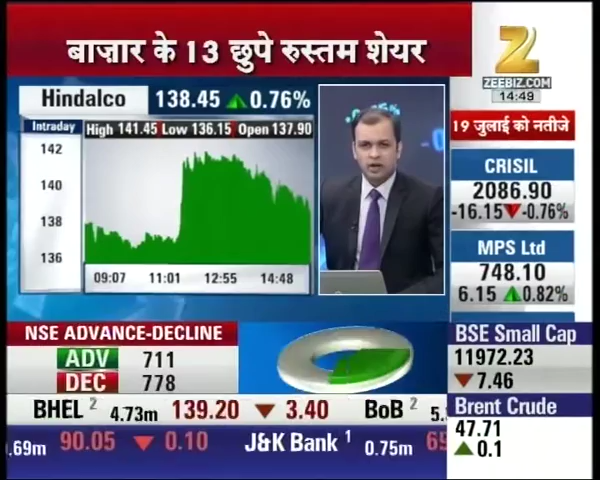 बाज़ार के 13 छुपे रुस्तम शेयर
Z
ZEEBIZ.COM
14:49
Hindalco 138.45 0.76%
Intraday High 141.45 Low 136.15 Open 137.90
142
140
138
136
09:07 11:01 12:55 14:48
19 जुलाई को नतीजे
CRISIL
2086.90
-16.15 -0.76%
MPS Ltd
748.10
6.15 0.82%
NSE ADVANCE-DECLINE
ADV 711
DEC 778
BSE Small Cap
11972.23
7.46
Brent Crude
47.71
0.1
BHEL 2 4.73m 139.20 3.40 BoB 2
.69m 90.05 0.10 J&K Bank 1 0.75m